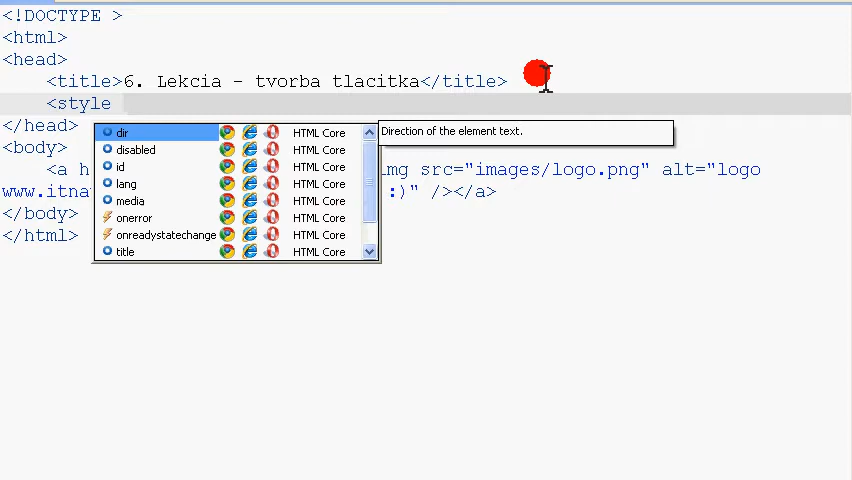 <!DOCTYPE >
<html>
<head>
<title>6. Lekcia - tvorba tlacitka</title>
<style
</head>
<body>
<a h
img src="images/logo.png" alt="logo
www.itna
:)" /></a>
</body>
</html>
dir HTML Core
disabled HTML Core
id HTML Core
lang HTML Core
media HTML Core
onerror HTML Core
onreadystatechange HTML Core
title HTML Core
Direction of the element text.